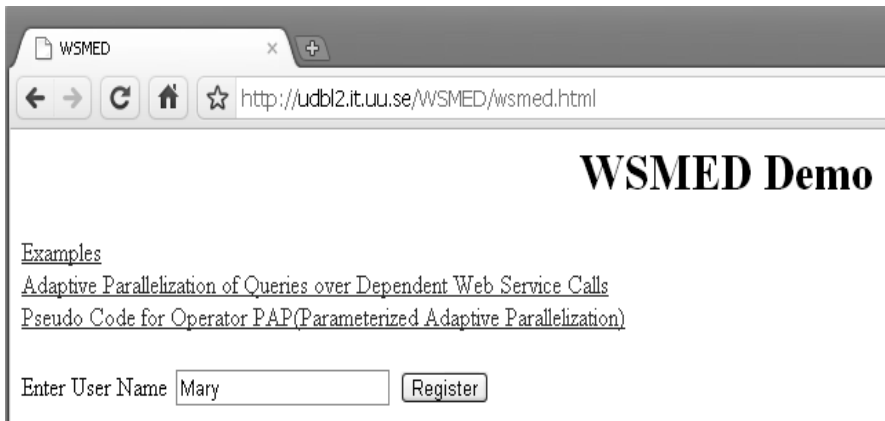 WSMED
http://udbl2.it.uu.se/WSMED/wsmed.html
WSMED Demo
Examples
Adaptive Parallelization of Queries over Dependent Web Service Calls
Pseudo Code for Operator PAP(Parameterized Adaptive Parallelization)
Enter User Name Mary Register